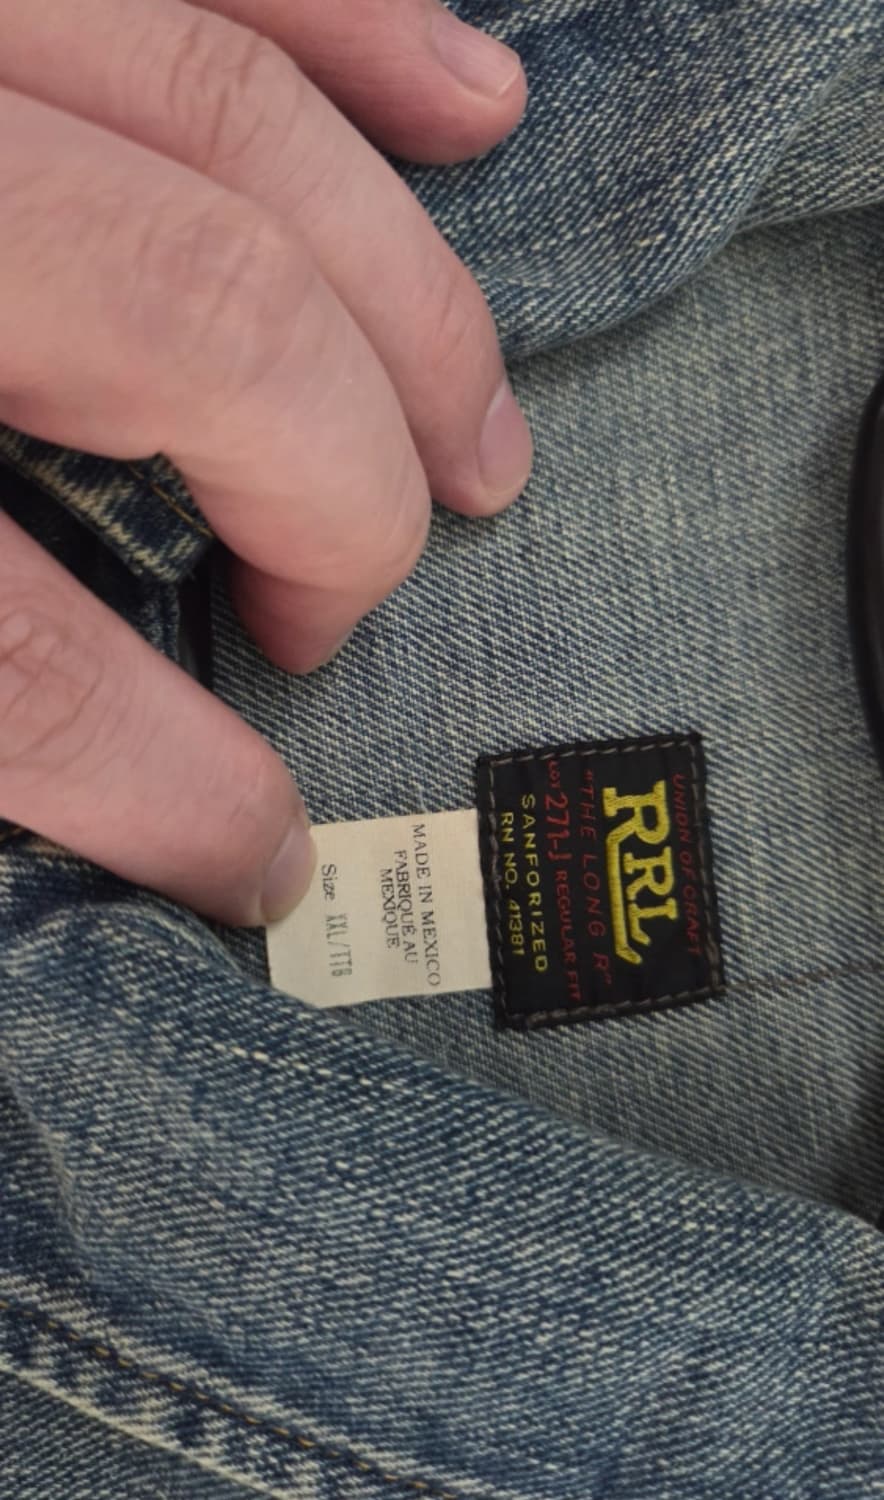 UNION OF CRAFT
RRL
"THE LONG R"
LOT 271-J REGULAR FIT
SANFORIZED
RN NO. 41381
MADE IN MEXICO
FABRIQUÉ AU
MEXIQUE
Size XXL/TTG